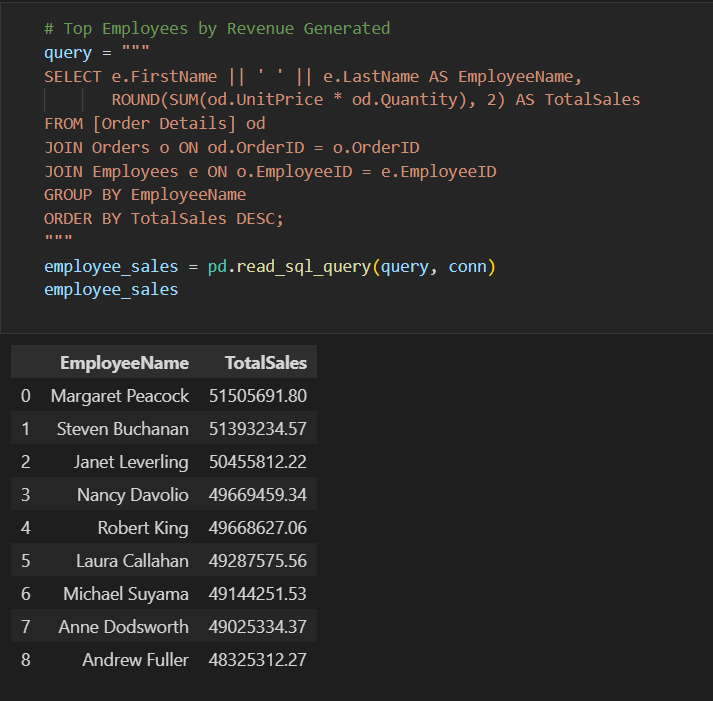 # Top Employees by Revenue Generated
query = """
SELECT e.FirstName || ' ' || e.LastName AS EmployeeName,
       ROUND(SUM(od.UnitPrice * od.Quantity), 2) AS TotalSales
FROM [Order Details] od
JOIN Orders o ON od.OrderID = o.OrderID
JOIN Employees e ON o.EmployeeID = e.EmployeeID
GROUP BY EmployeeName
ORDER BY TotalSales DESC;
"""
employee_sales = pd.read_sql_query(query, conn)
employee_sales
EmployeeName TotalSales
0 Margaret Peacock 51505691.80
1 Steven Buchanan 51393234.57
2 Janet Leverling 50455812.22
3 Nancy Davolio 49669459.34
4 Robert King 49668627.06
5 Laura Callahan 49287575.56
6 Michael Suyama 49144251.53
7 Anne Dodsworth 49025334.37
8 Andrew Fuller 48325312.27